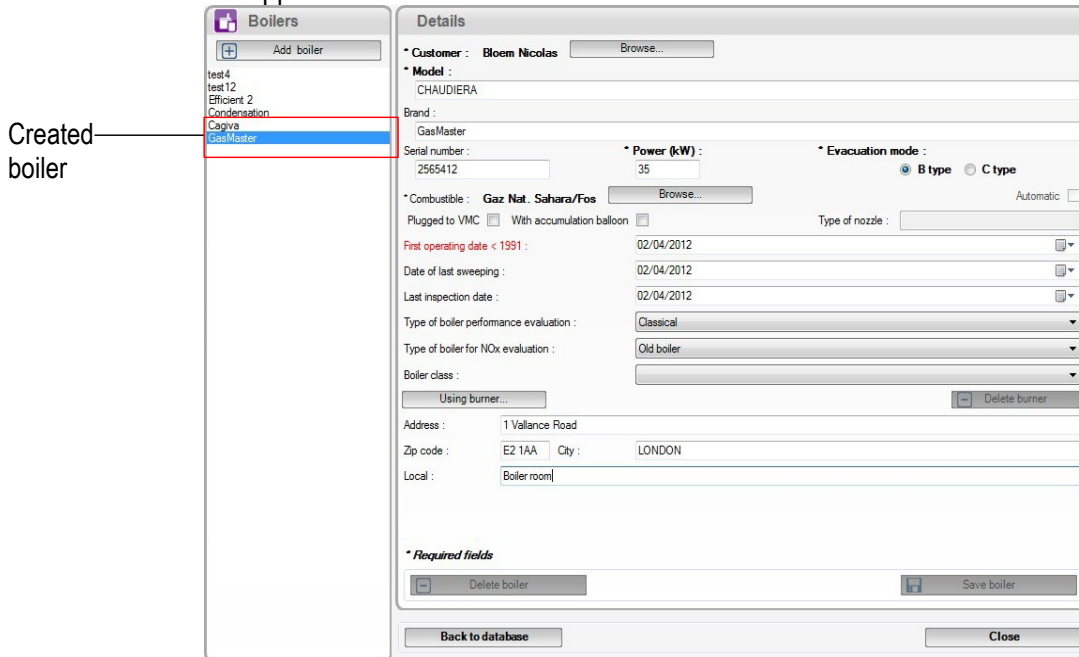 Boilers
Add boiler
test4
test12
Efficient 2
Condensation
Cagiva
GasMaster
Created
boiler
Details
* Customer : Bloem Nicolas Browse...
* Model :
CHAUDIERA
Brand :
GasMaster
Serial number : * Power (kW) : * Evacuation mode :
2565412 35 B type C type
* Combustible : Gaz Nat. Sahara/Fos Browse... Automatic
Plugged to VMC With accumulation balloon Type of nozzle :
First operating date < 1991 : 02/04/2012
Date of last sweeping : 02/04/2012
Last inspection date : 02/04/2012
Type of boiler performance evaluation : Classical
Type of boiler for NOx evaluation : Old boiler
Boiler class :
Using burner... Delete burner
Address : 1 Vallance Road
Zip code : E2 1AA City : LONDON
Local : Boiler room
* Required fields
Delete boiler Save boiler
Back to database Close